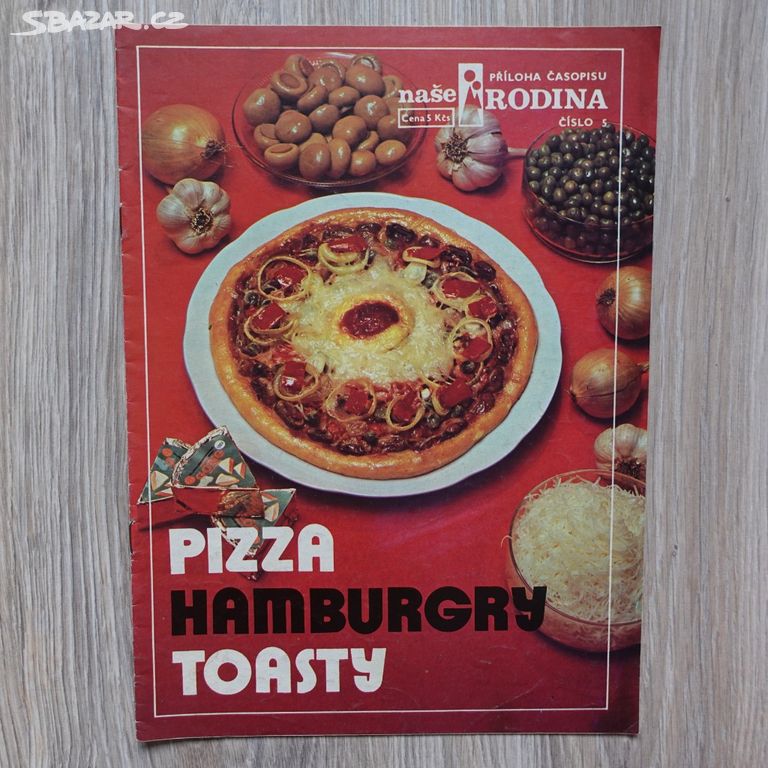 SBAZAR.CZ
PŘÍLOHA ČASOPISU
naše RODINA
Cena 5 Kčs
ČÍSLO 5
PIZZA
HAMBURGRY
TOASTY